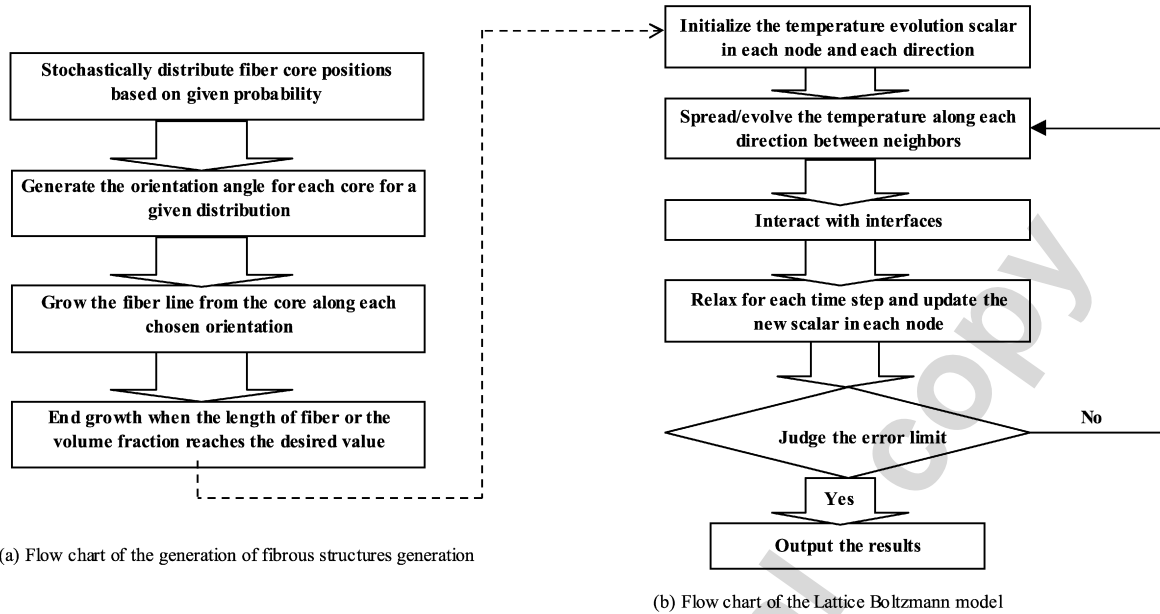 Stochastically distribute fiber core positions
based on given probability
Generate the orientation angle for each core for a
given distribution
Grow the fiber line from the core along each
chosen orientation
End growth when the length of fiber or the
volume fraction reaches the desired value
(a) Flow chart of the generation of fibrous structures generation
Initialize the temperature evolution scalar
in each node and each direction
Spread/evolve the temperature along each
direction between neighbors
Interact with interfaces
Relax for each time step and update the
new scalar in each node
Judge the error limit
No
Yes
Output the results
(b) Flow chart of the Lattice Boltzmann model
copy